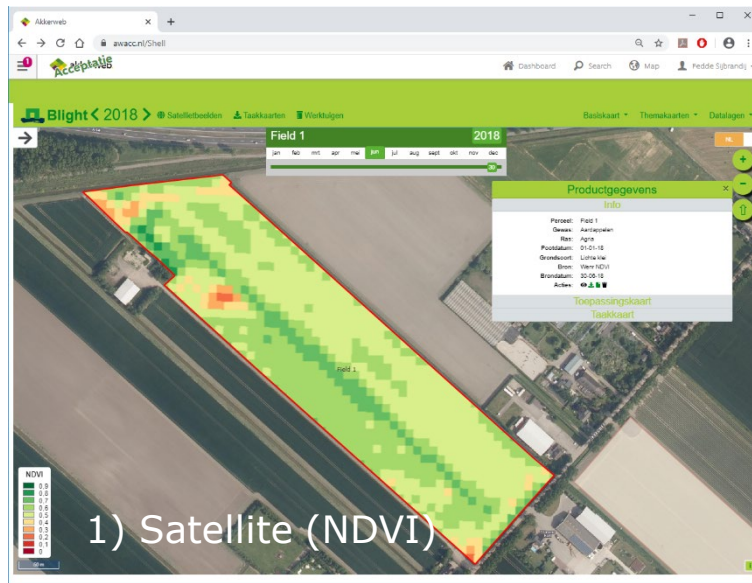 Akkerweb
awacc.nl/Shell
Acceptatie
Dashboard
Search
Map
Fedde Sijbrandij
Blight 2018 Satellietbeelden Taakkaarten Werktuigen
Basiskaart Themakaarten Datalagen
Field 1 2018
jan feb mrt apr mei jun jul aug sept okt nov dec
30
NL
Productgegevens
Info
Perceel: Field 1
Gewas: Aardappelen
Ras: Agria
Pootdatum: 01-01-18
Grondsoort: Lichte klei
Bron: Wenr NDVI
Brondatum: 30-06-18
Acties:
Toepassingskaart
Taakkaart
Field 1
NDVI
0,9
0,8
0,7
0,6
0,5
0,4
0,3
0,2
0,1
0
50 m
1) Satellite (NDVI)